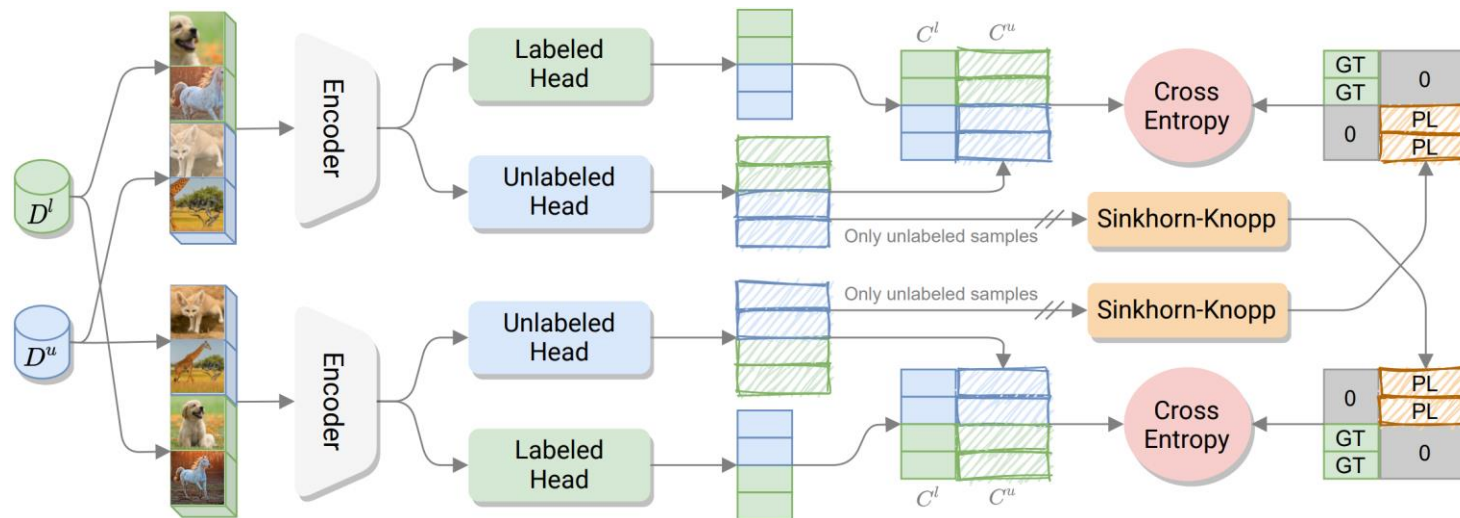 C^l
C^u
GT
GT
0
0
PL
PL
Labeled
Head
Encoder
Cross
Entropy
Unlabeled
Head
D^l
Only unlabeled samples
Sinkhorn-Knopp
Only unlabeled samples
Sinkhorn-Knopp
D^u
Unlabeled
Head
Encoder
Cross
Entropy
0
PL
PL
GT
GT
0
Labeled
Head
C^l
C^u